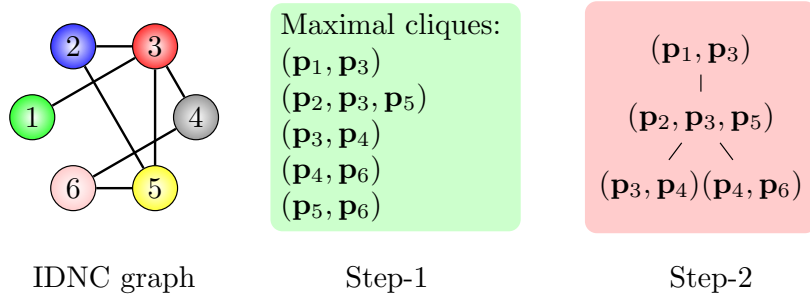 2 3
1 4
6 5
IDNC graph
Maximal cliques:
(p₁, p₃)
(p₂, p₃, p₅)
(p₃, p₄)
(p₄, p₆)
(p₅, p₆)
Step-1
(p₁, p₃)
(p₂, p₃, p₅)
(p₃, p₄)(p₄, p₆)
Step-2